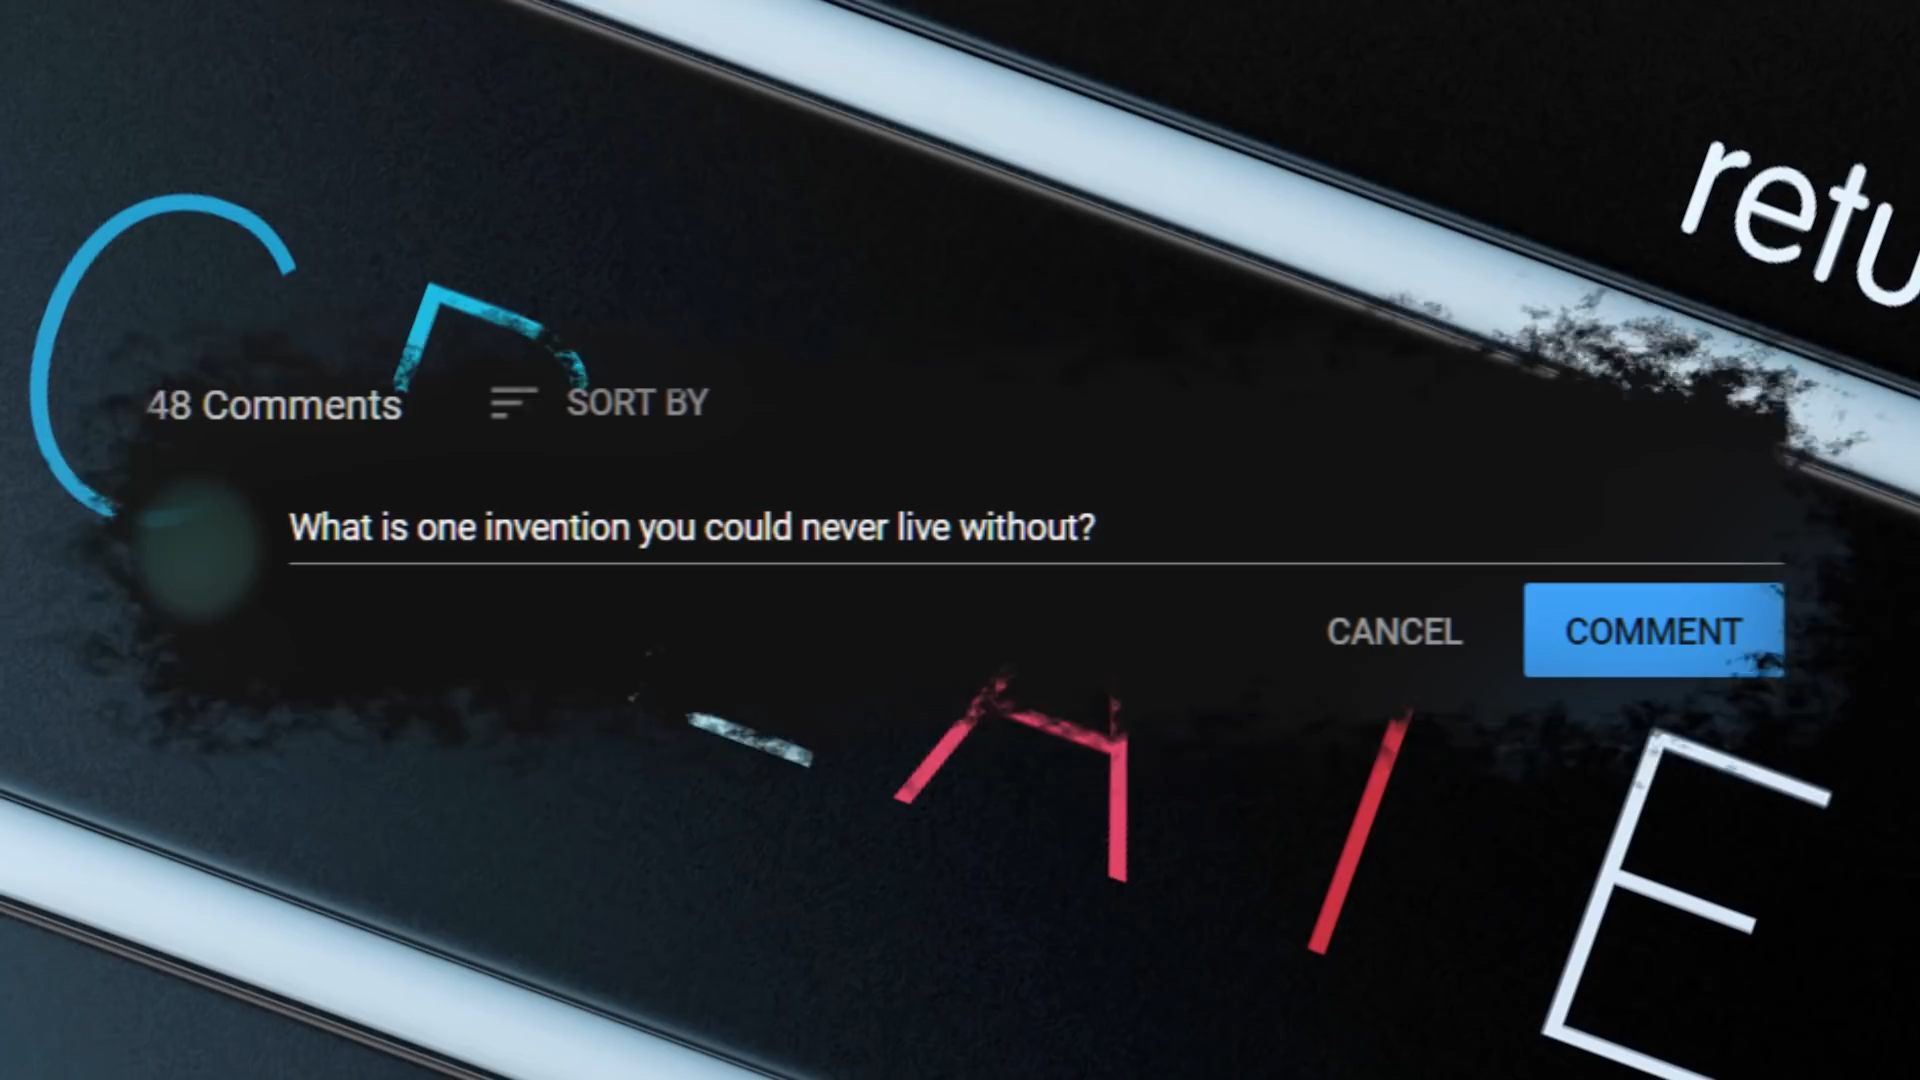 retu
48 Comments
SORT BY
What is one invention you could never live without?
CANCEL
COMMENT